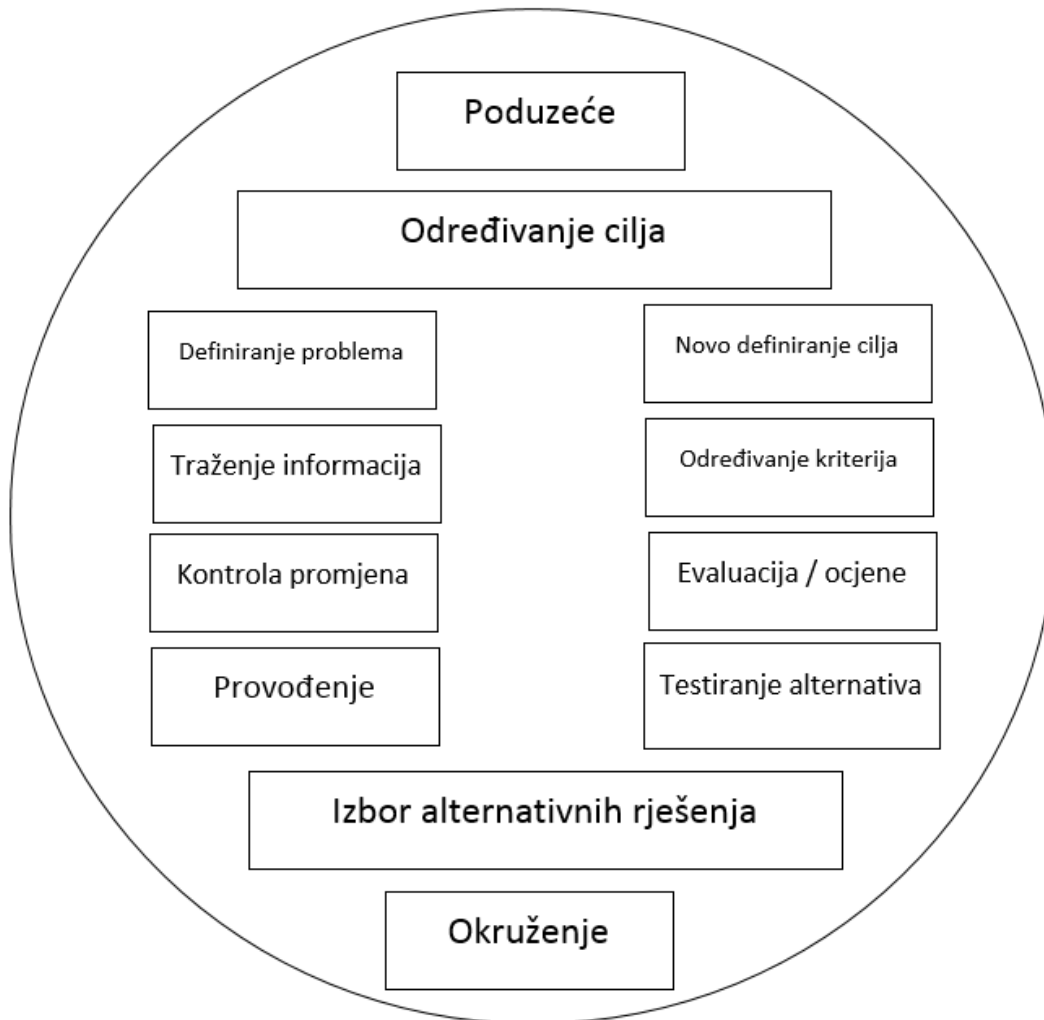 Poduzeće
Određivanje cilja
Definiranje problema
Novo definiranje cilja
Traženje informacija
Određivanje kriterija
Kontrola promjena
Evaluacija / ocjene
Provođenje
Testiranje alternativa
Izbor alternativnih rješenja
Okruženje